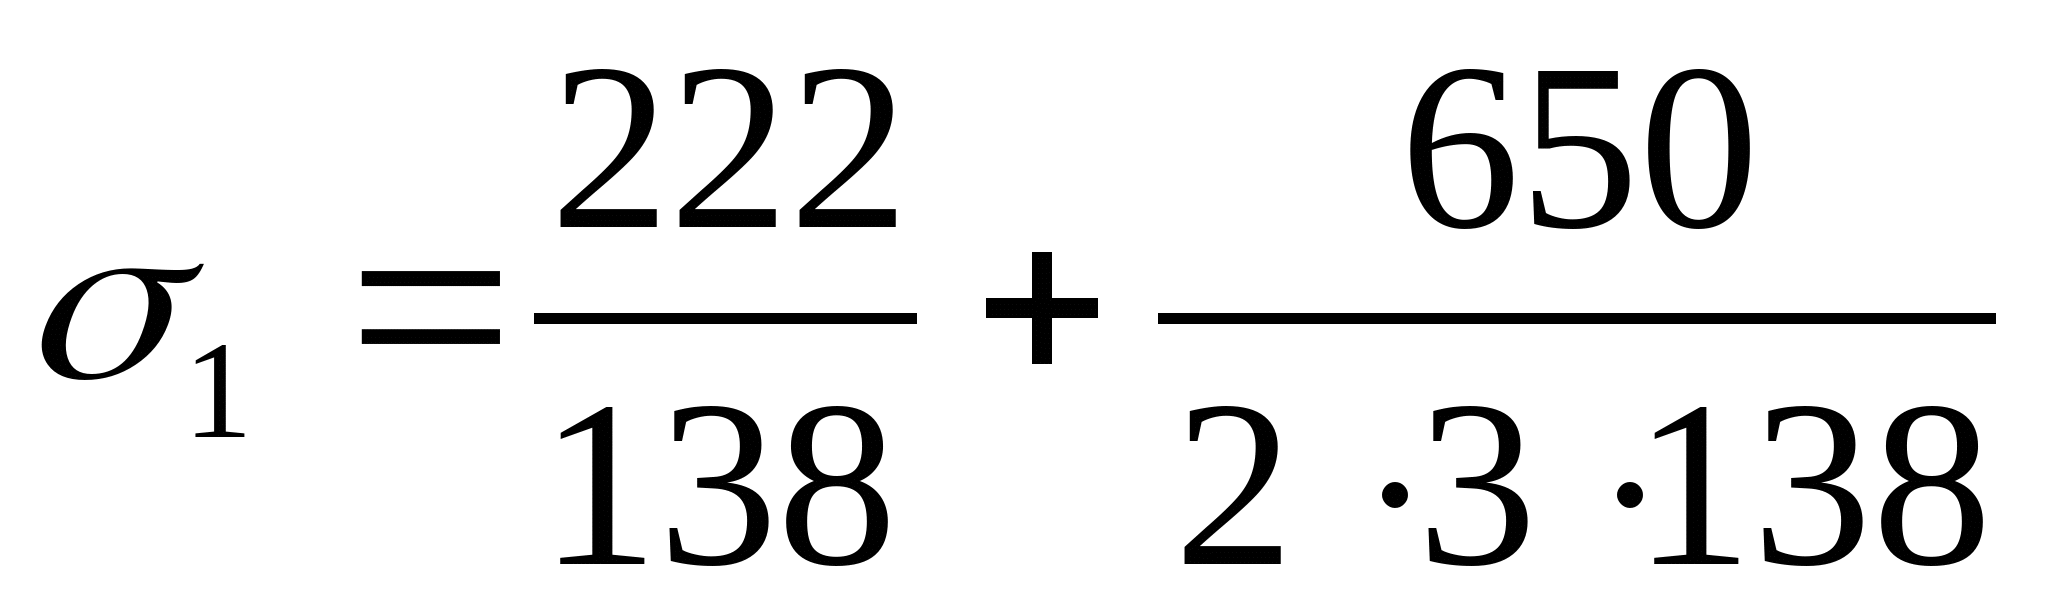 σ₁ = 222/138 + 650/(2 · 3 · 138)